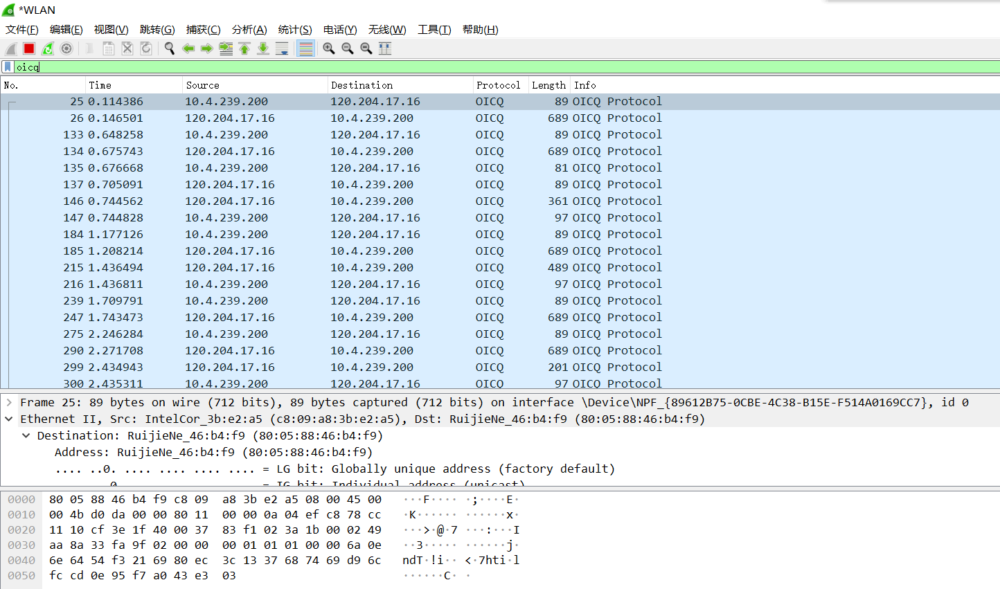 *WLAN
文件(F) 编辑(E) 视图(V) 跳转(G) 捕获(C) 分析(A) 统计(S) 电话(Y) 无线(W) 工具(T) 帮助(H)
oicq
No. Time Source Destination Protocol Length Info
25 0.114386 10.4.239.200 120.204.17.16 OICQ 89 OICQ Protocol
26 0.146501 120.204.17.16 10.4.239.200 OICQ 689 OICQ Protocol
133 0.648258 10.4.239.200 120.204.17.16 OICQ 89 OICQ Protocol
134 0.675743 120.204.17.16 10.4.239.200 OICQ 689 OICQ Protocol
135 0.676668 10.4.239.200 120.204.17.16 OICQ 81 OICQ Protocol
137 0.705091 120.204.17.16 10.4.239.200 OICQ 89 OICQ Protocol
146 0.744562 120.204.17.16 10.4.239.200 OICQ 361 OICQ Protocol
147 0.744828 10.4.239.200 120.204.17.16 OICQ 97 OICQ Protocol
184 1.177126 10.4.239.200 120.204.17.16 OICQ 89 OICQ Protocol
185 1.208214 120.204.17.16 10.4.239.200 OICQ 689 OICQ Protocol
215 1.436494 120.204.17.16 10.4.239.200 OICQ 489 OICQ Protocol
216 1.436811 10.4.239.200 120.204.17.16 OICQ 97 OICQ Protocol
239 1.709791 10.4.239.200 120.204.17.16 OICQ 89 OICQ Protocol
247 1.743473 120.204.17.16 10.4.239.200 OICQ 689 OICQ Protocol
275 2.246284 10.4.239.200 120.204.17.16 OICQ 89 OICQ Protocol
290 2.271708 120.204.17.16 10.4.239.200 OICQ 689 OICQ Protocol
299 2.434943 120.204.17.16 10.4.239.200 OICQ 201 OICQ Protocol
300 2.435311 10.4.239.200 120.204.17.16 OICQ 97 OICQ Protocol
Frame 25: 89 bytes on wire (712 bits), 89 bytes captured (712 bits) on interface \Device\NPF_{89612B75-0CBE-4C38-B15E-F514A0169CC7}, id 0
Ethernet II, Src: IntelCor_3b:e2:a5 (c8:09:a8:3b:e2:a5), Dst: RuijieNe_46:b4:f9 (80:05:88:46:b4:f9)
Destination: RuijieNe_46:b4:f9 (80:05:88:46:b4:f9)
Address: RuijieNe_46:b4:f9 (80:05:88:46:b4:f9)
.... ..0. .... .... .... .... = LG bit: Globally unique address (factory default)
0 = IG bit: Individual address (unicast)
0000 80 05 88 46 b4 f9 c8 09 a8 3b e2 a5 08 00 45 00 ···F···· ·;····E·
0010 00 4b d0 da 00 00 80 11 00 00 0a 04 ef c8 78 cc ·K······ ······x·
0020 11 10 cf 3e 1f 40 00 37 83 f1 02 3a 1b 00 02 49 ···>·@·7 ···:···I
0030 aa 8a 33 fa 9f 02 00 00 00 01 01 01 00 00 6a 0e ··3····· ······j·
0040 6e 64 54 f3 21 69 80 ec 3c 13 37 68 74 69 d9 6c ndT·!i·· <·7hti·l
0050 fc cd 0e 95 f7 a0 43 e3 03 ······C· ·